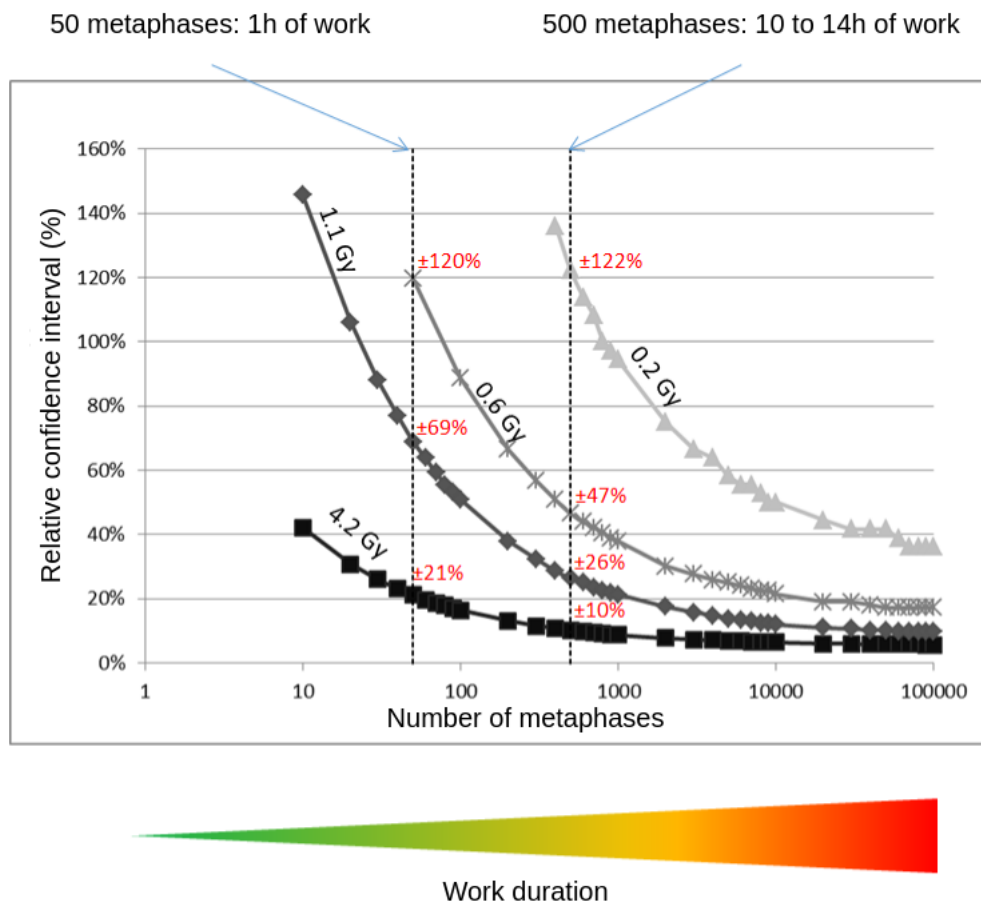 50 metaphases: 1h of work
500 metaphases: 10 to 14h of work
Relative confidence interval (%)
160%
140%
120%
100%
80%
60%
40%
20%
0%
1.1 Gy
0.6 Gy
0.2 Gy
4.2 Gy
±120%
±122%
±69%
±47%
±21%
±26%
±10%
1
10
100
1000
10000
100000
Number of metaphases
Work duration